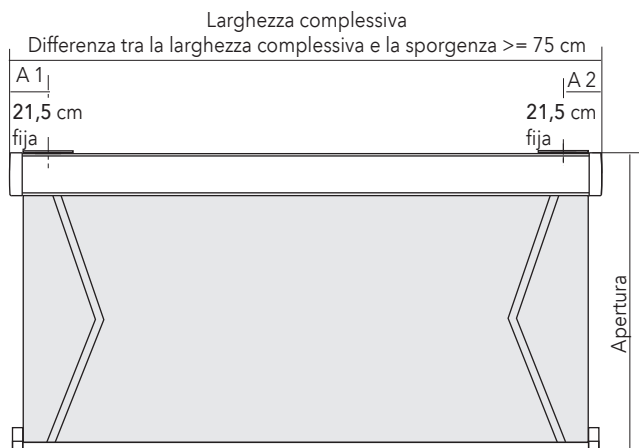 Larghezza complessiva
Differenza tra la larghezza complessiva e la sporgenza >= 75 cm
A 1
A 2
21,5 cm
fija
21,5 cm
fija
Apertura